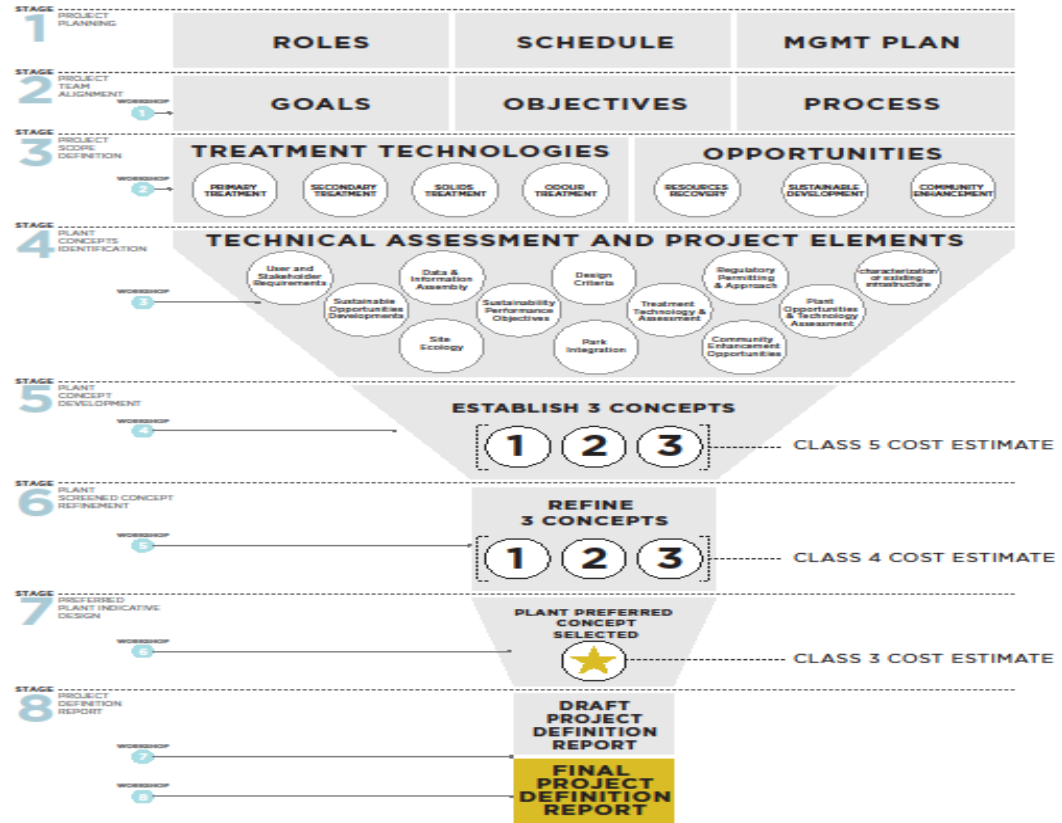 STAGE
1
PROJECT
PLANNING
ROLES
SCHEDULE
MGMT PLAN
STAGE
2
PROJECT
TEAM
ALIGNMENT
WORKSHOP
1
GOALS
OBJECTIVES
PROCESS
STAGE
3
PROJECT
SCOPE
DEFINITION
WORKSHOP
2
TREATMENT TECHNOLOGIES
PRIMARY
TREATMENT
SECONDARY
TREATMENT
SOLIDS
TREATMENT
ODOUR
TREATMENT
OPPORTUNITIES
RESOURCES
RECOVERY
SUSTAINABLE
DEVELOPMENT
COMMUNITY
ENHANCEMENT
STAGE
4
PLANT
CONCEPTS
IDENTIFICATION
WORKSHOP
3
TECHNICAL ASSESSMENT AND PROJECT ELEMENTS
User and
Stakeholder
Requirements
Data &
Information
Assembly
Design
Criteria
Regulatory
Permitting
& Approach
characterization
of existing
infrastructure
Sustainable
Opportunities
Developments
Sustainability
Performance
Objectives
Treatment
Technology &
Assessment
Plant
Opportunities
& Technology
Assessment
Site
Ecology
Park
Integration
Community
Enhancement
Opportunities
STAGE
5
PLANT
CONCEPT
DEVELOPMENT
WORKSHOP
4
ESTABLISH 3 CONCEPTS
1 2 3
CLASS 5 COST ESTIMATE
STAGE
6
PLANT
SCREENED CONCEPT
REFINEMENT
WORKSHOP
5
REFINE
3 CONCEPTS
1 2 3
CLASS 4 COST ESTIMATE
STAGE
7
PREFERRED
PLANT INDICATIVE
DESIGN
WORKSHOP
6
PLANT PREFERRED
CONCEPT
SELECTED
CLASS 3 COST ESTIMATE
STAGE
8
PROJECT
DEFINITION
REPORT
WORKSHOP
7
DRAFT
PROJECT
DEFINITION
REPORT
WORKSHOP
8
FINAL
PROJECT
DEFINITION
REPORT